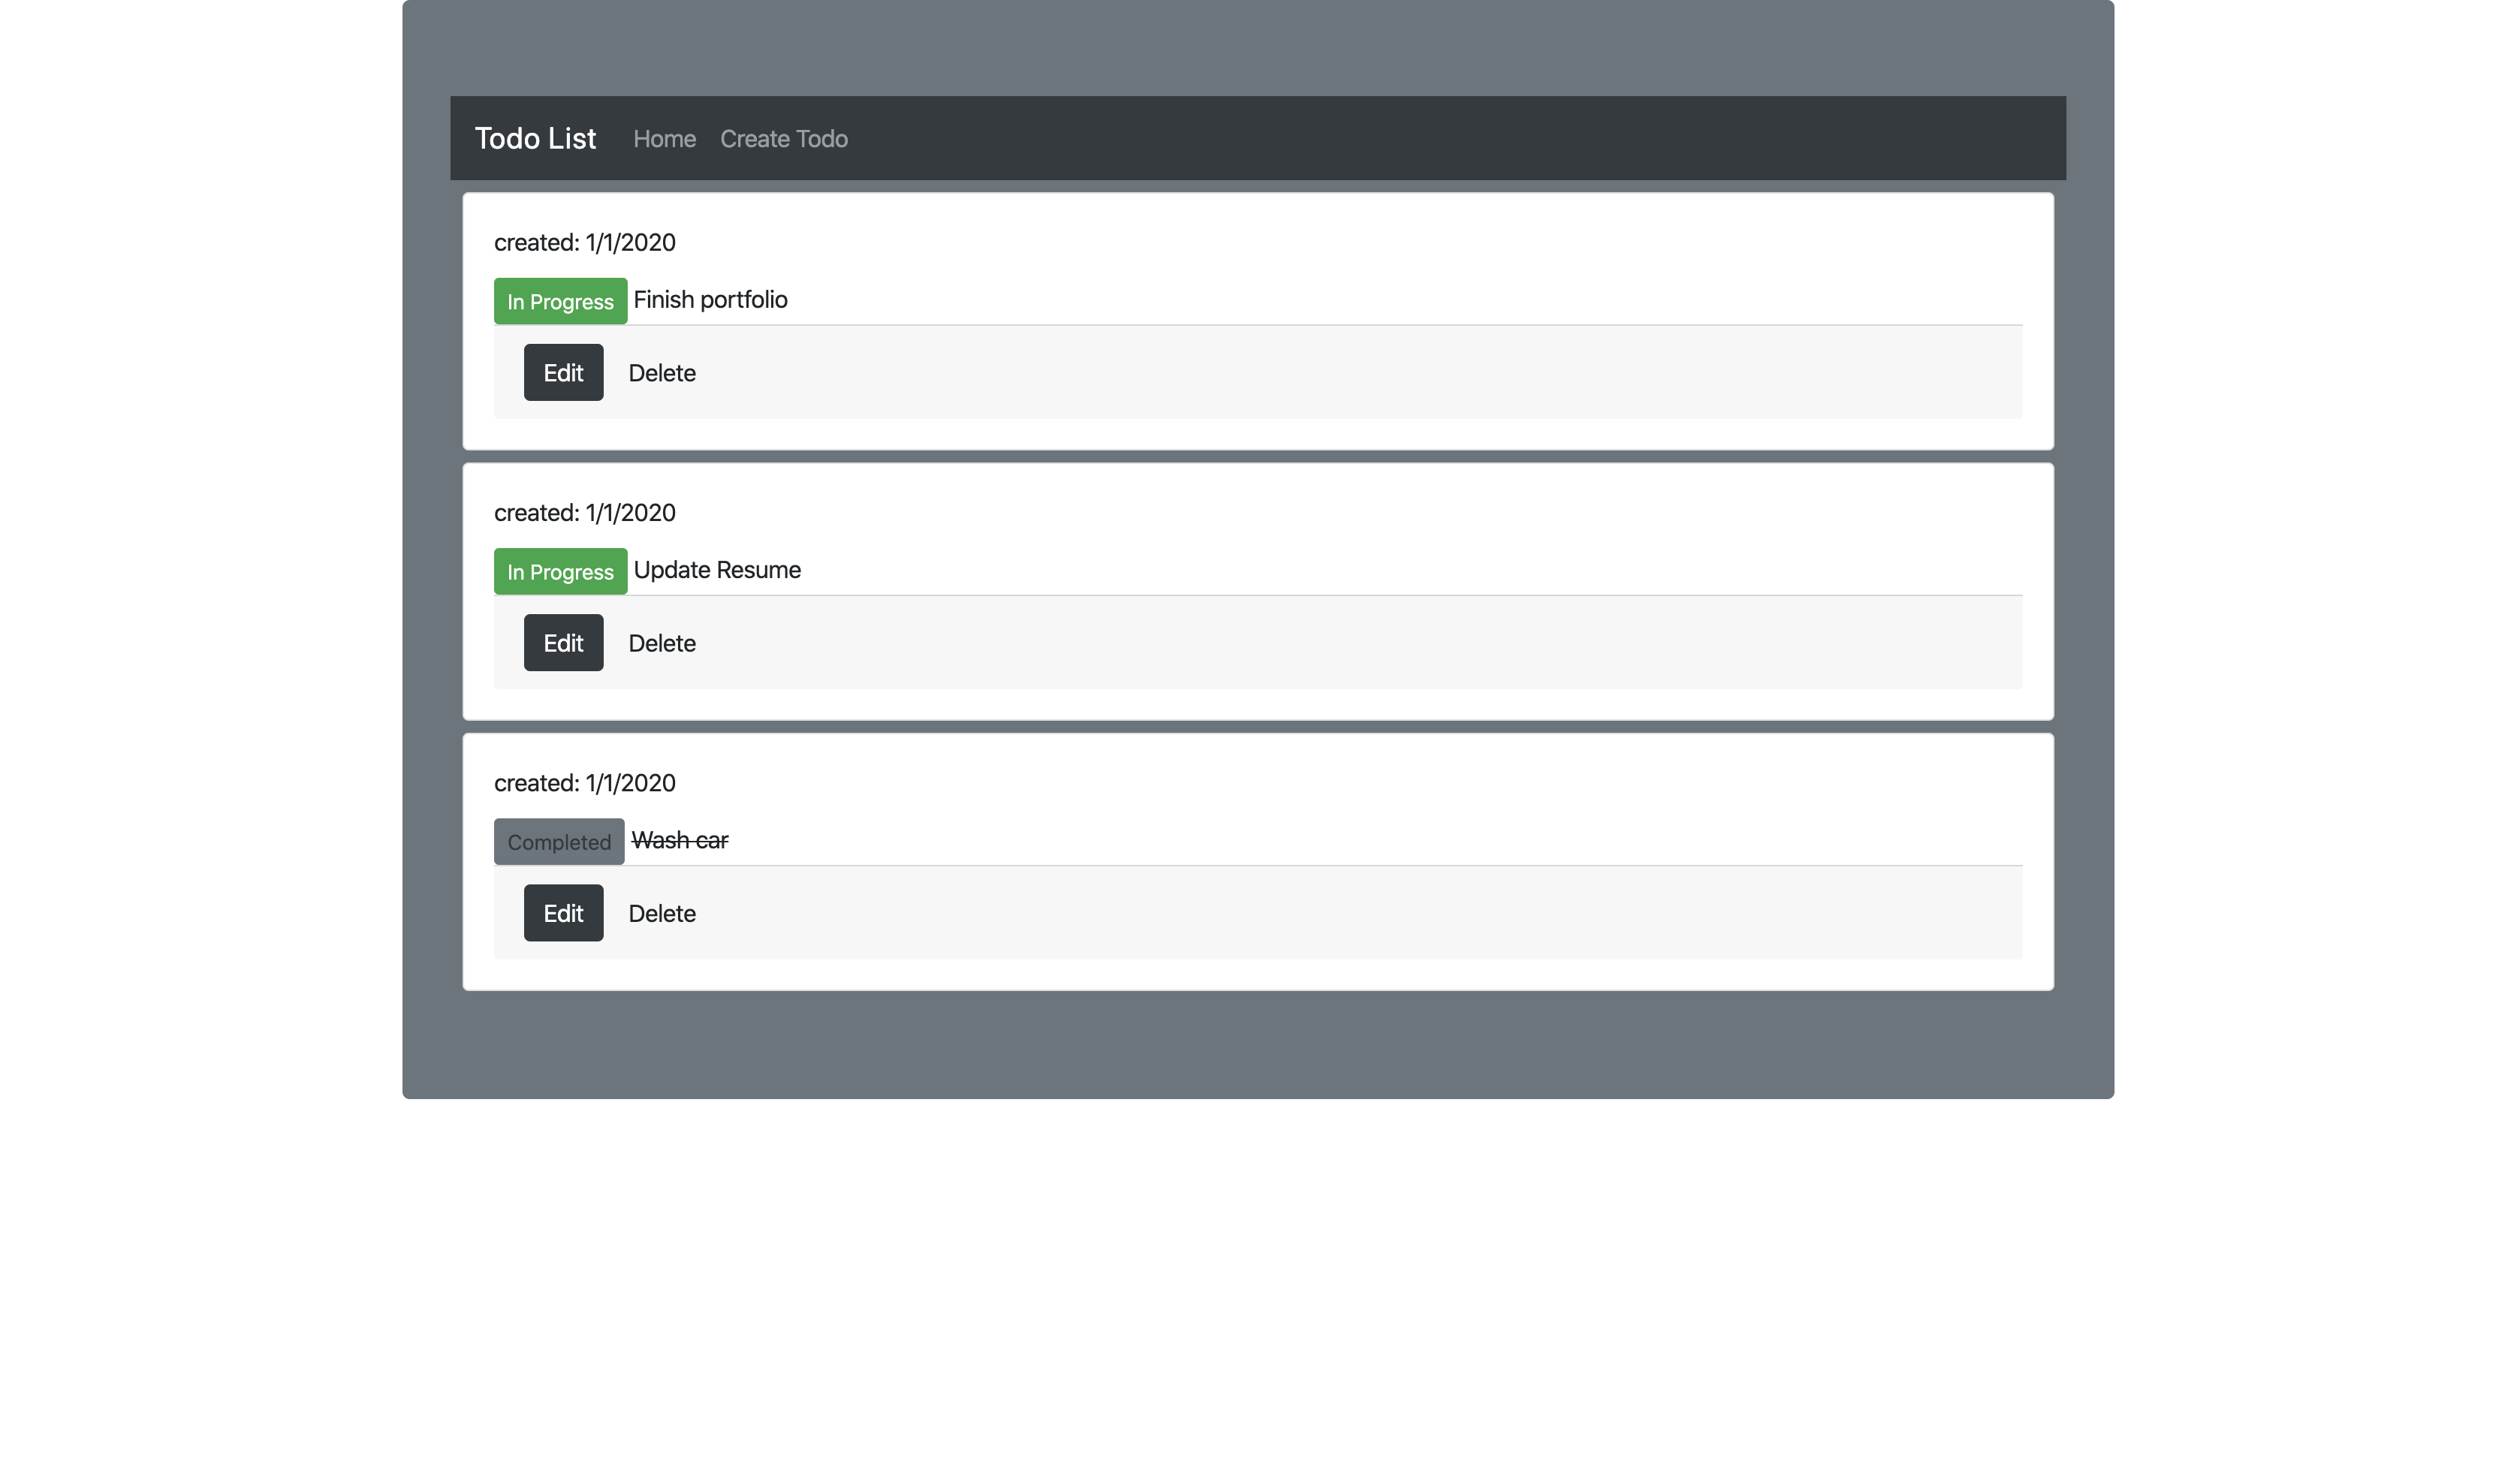 Todo List Home Create Todo
created: 1/1/2020
In Progress Finish portfolio
Edit Delete
created: 1/1/2020
In Progress Update Resume
Edit Delete
created: 1/1/2020
Completed Wash car
Edit Delete